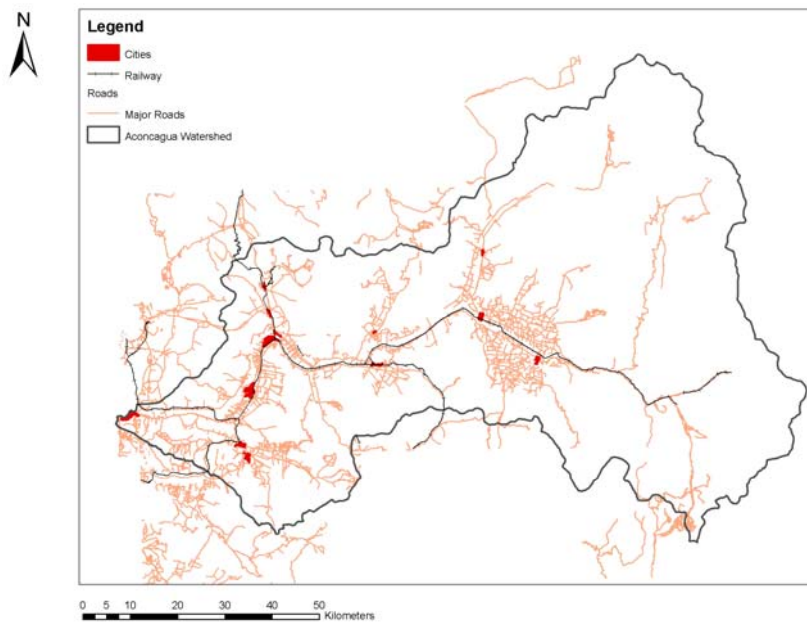 N
Legend
Cities
Railway
Roads
Major Roads
Aconcagua Watershed
0 5 10 20 30 40 50
Kilometers